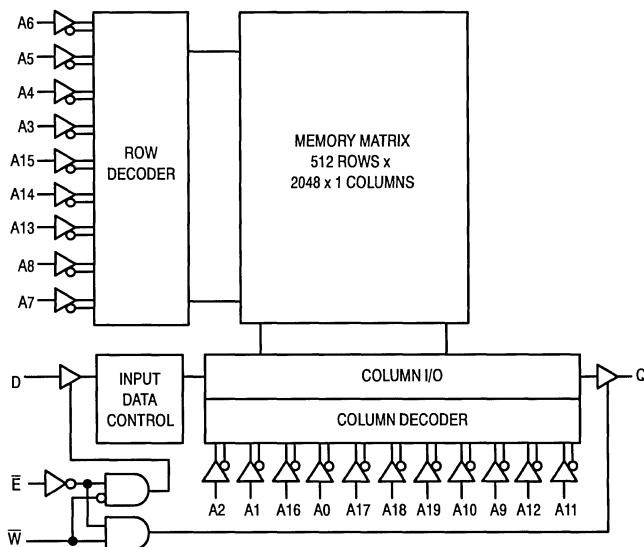 A6
A5
A4
A3
A15
A14
A13
A8
A7
ROW
DECODER
MEMORY MATRIX
512 ROWS x
2048 x 1 COLUMNS
D
INPUT
DATA
CONTROL
COLUMN I/O
COLUMN DECODER
Q
E̅
W̅
A2 A1 A16 A0 A17 A18 A19 A10 A9 A12 A11